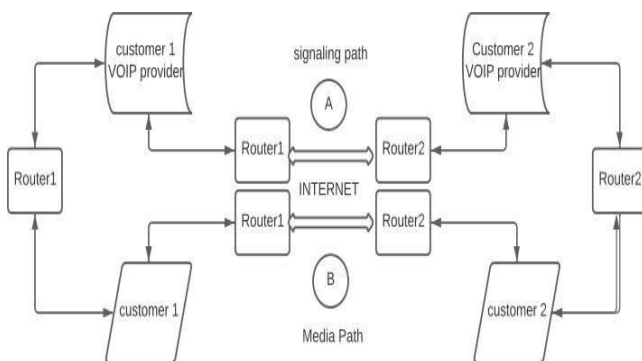 customer 1
VOIP provider
signaling path
Customer 2
VOIP provider
A
Router1
Router2
Router1
INTERNET
Router2
Router1
Router2
customer 1
B
customer 2
Media Path